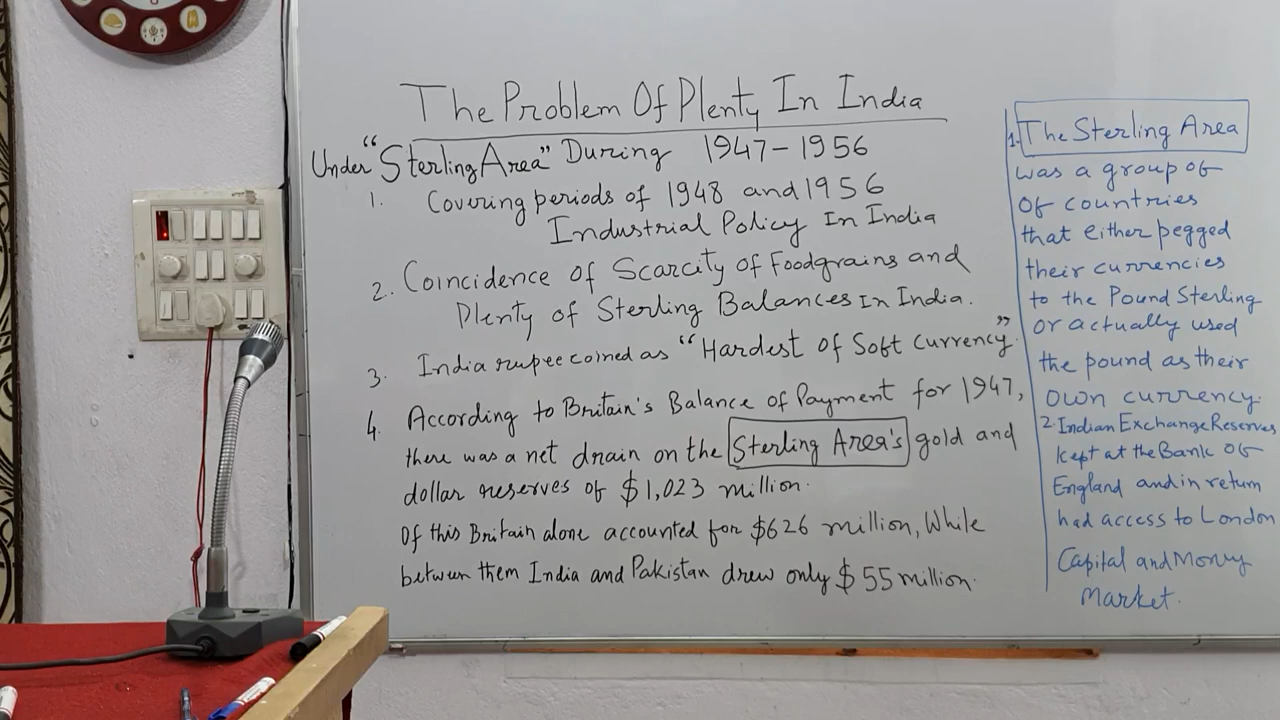 The Problem Of Plenty In India
Under "Sterling Area" During 1947-1956
1. Covering periods of 1948 and 1956
Industrial Policy In India
2. Coincidence of Scarcity of Foodgrains and
Plenty of Sterling Balances In India.
3. India rupee coined as "Hardest of Soft Currency".
4. According to Britain's Balance of Payment for 1947,
there was a net drain on the Sterling Area's gold and
dollar reserves of $1,023 million.
Of this Britain alone accounted for $626 million, While
between them India and Pakistan drew only $55 million.
1. The Sterling Area
was a group of
of countries
that either pegged
their currencies
to the Pound Sterling
or actually used
the pound as their
own currency.
2. Indian Exchange Reserves
kept at the Bank of
England and in return
had access to London
Capital and Money
Market.